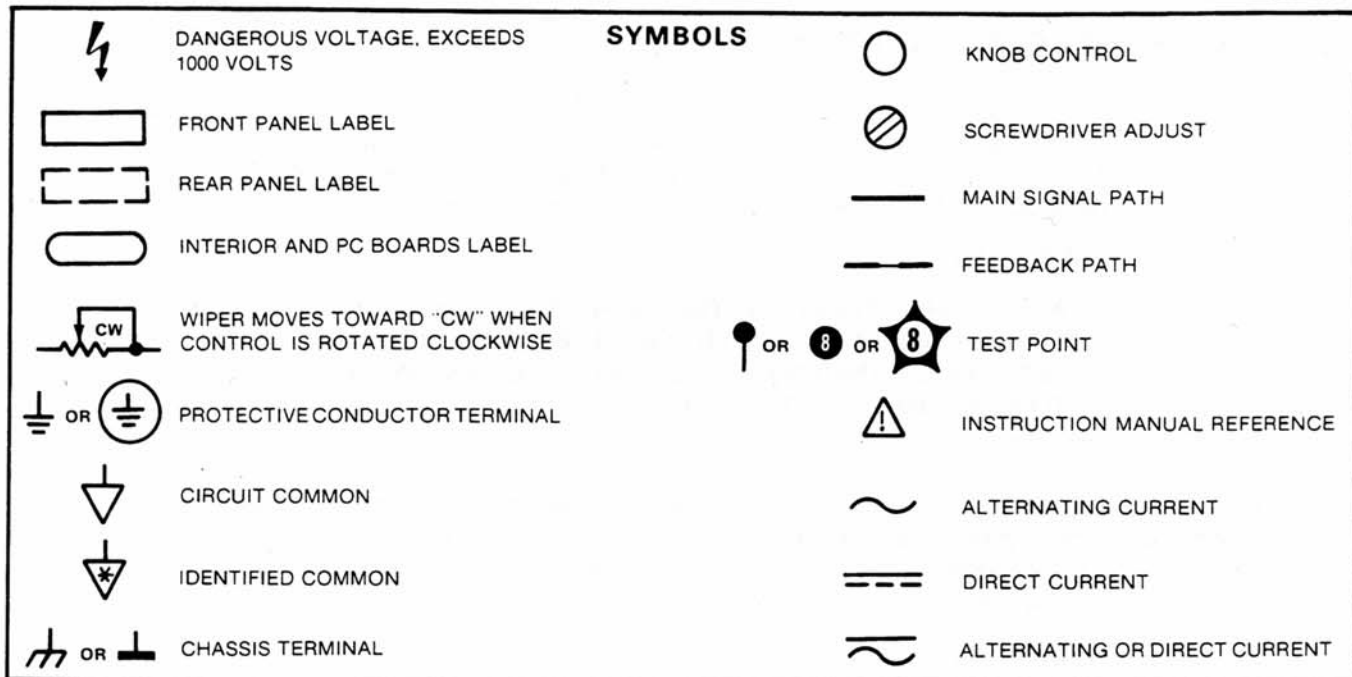 SYMBOLS
DANGEROUS VOLTAGE, EXCEEDS
1000 VOLTS
FRONT PANEL LABEL
REAR PANEL LABEL
INTERIOR AND PC BOARDS LABEL
CW
WIPER MOVES TOWARD "CW" WHEN
CONTROL IS ROTATED CLOCKWISE
OR
PROTECTIVE CONDUCTOR TERMINAL
CIRCUIT COMMON
*
IDENTIFIED COMMON
OR
CHASSIS TERMINAL
KNOB CONTROL
SCREWDRIVER ADJUST
MAIN SIGNAL PATH
FEEDBACK PATH
OR 8 OR 8 TEST POINT
!
INSTRUCTION MANUAL REFERENCE
ALTERNATING CURRENT
DIRECT CURRENT
ALTERNATING OR DIRECT CURRENT